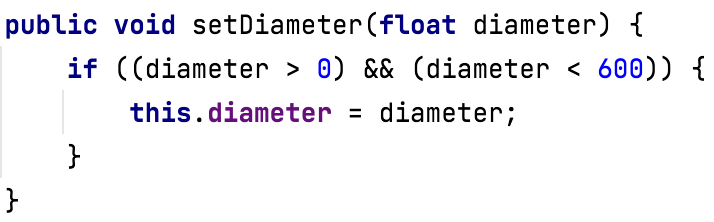 public void setDiameter(float diameter) {
    if ((diameter > 0) && (diameter < 600)) {
        this.diameter = diameter;
    }
}